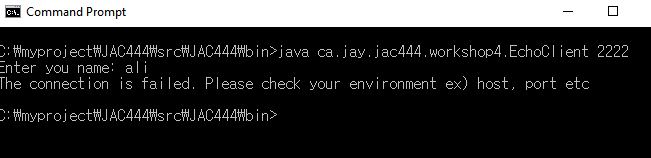 Command Prompt
C:₩myproject₩JAC444₩src₩JAC444₩bin>java ca.jay.jac444.workshop4.EchoClient 2222
Enter you name: ali
The connection is failed. Please check your environment ex) host, port etc
C:₩myproject₩JAC444₩src₩JAC444₩bin>